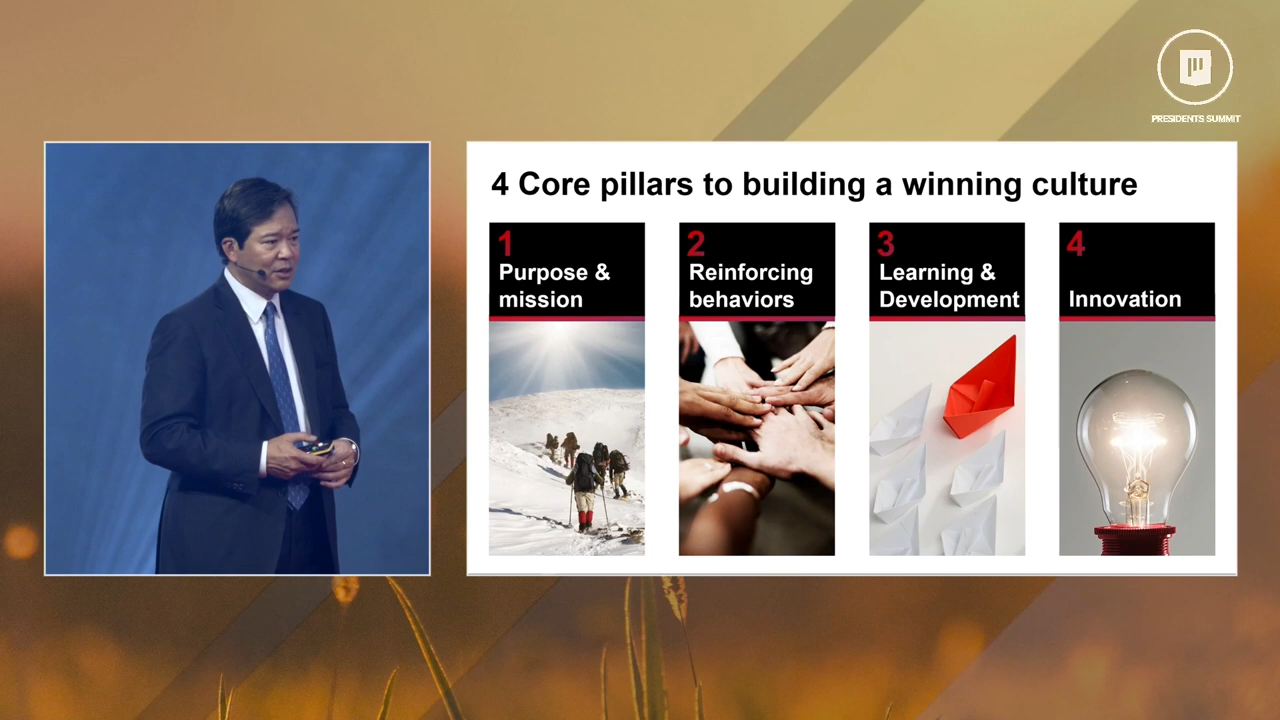 PRESIDENTS SUMMIT
4 Core pillars to building a winning culture
1
Purpose &
mission
2
Reinforcing
behaviors
3
Learning &
Development
4
Innovation